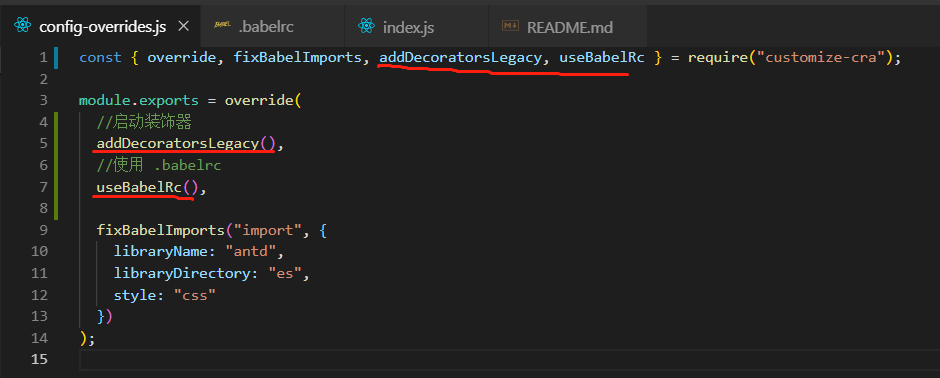 config-overrides.js
BABEL
.babelrc
index.js
README.md
1 const { override, fixBabelImports, addDecoratorsLegacy, useBabelRc } = require("customize-cra");
2
3 module.exports = override(
4 //启动装饰器
5 addDecoratorsLegacy(),
6 //使用 .babelrc
7 useBabelRc(),
8
9 fixBabelImports("import", {
10 libraryName: "antd",
11 libraryDirectory: "es",
12 style: "css"
13 })
14 );
15